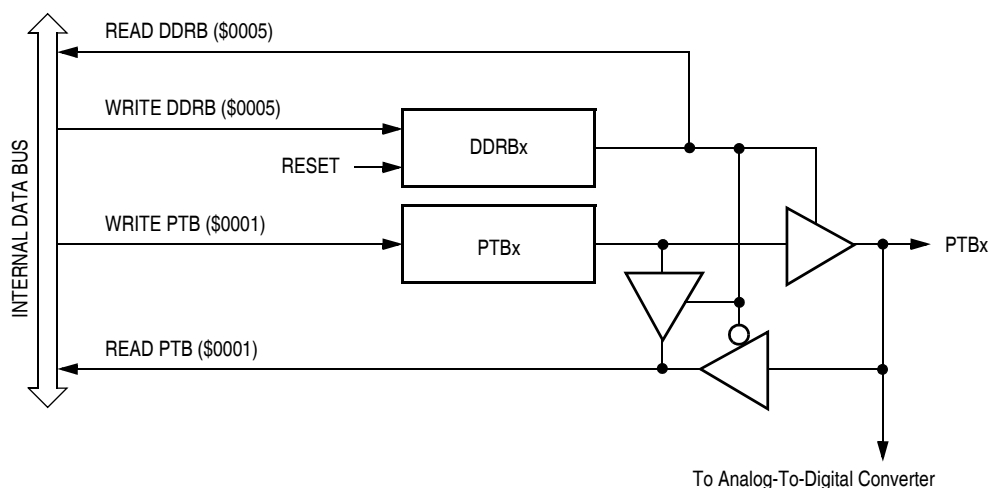 READ DDRB ($0005)
WRITE DDRB ($0005)
DDRBx
RESET
INTERNAL DATA BUS
WRITE PTB ($0001)
PTBx
PTBx
READ PTB ($0001)
To Analog-To-Digital Converter